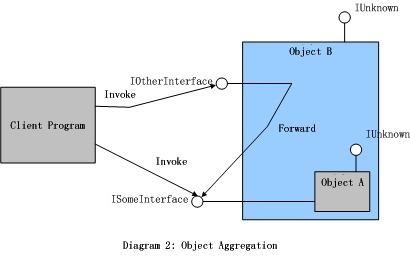 IUnknown
Object B
IOtherInterface
Invoke
Client Program
Forward
IUnknown
Invoke
Object A
ISomeInterface
Diagram 2: Object Aggregation